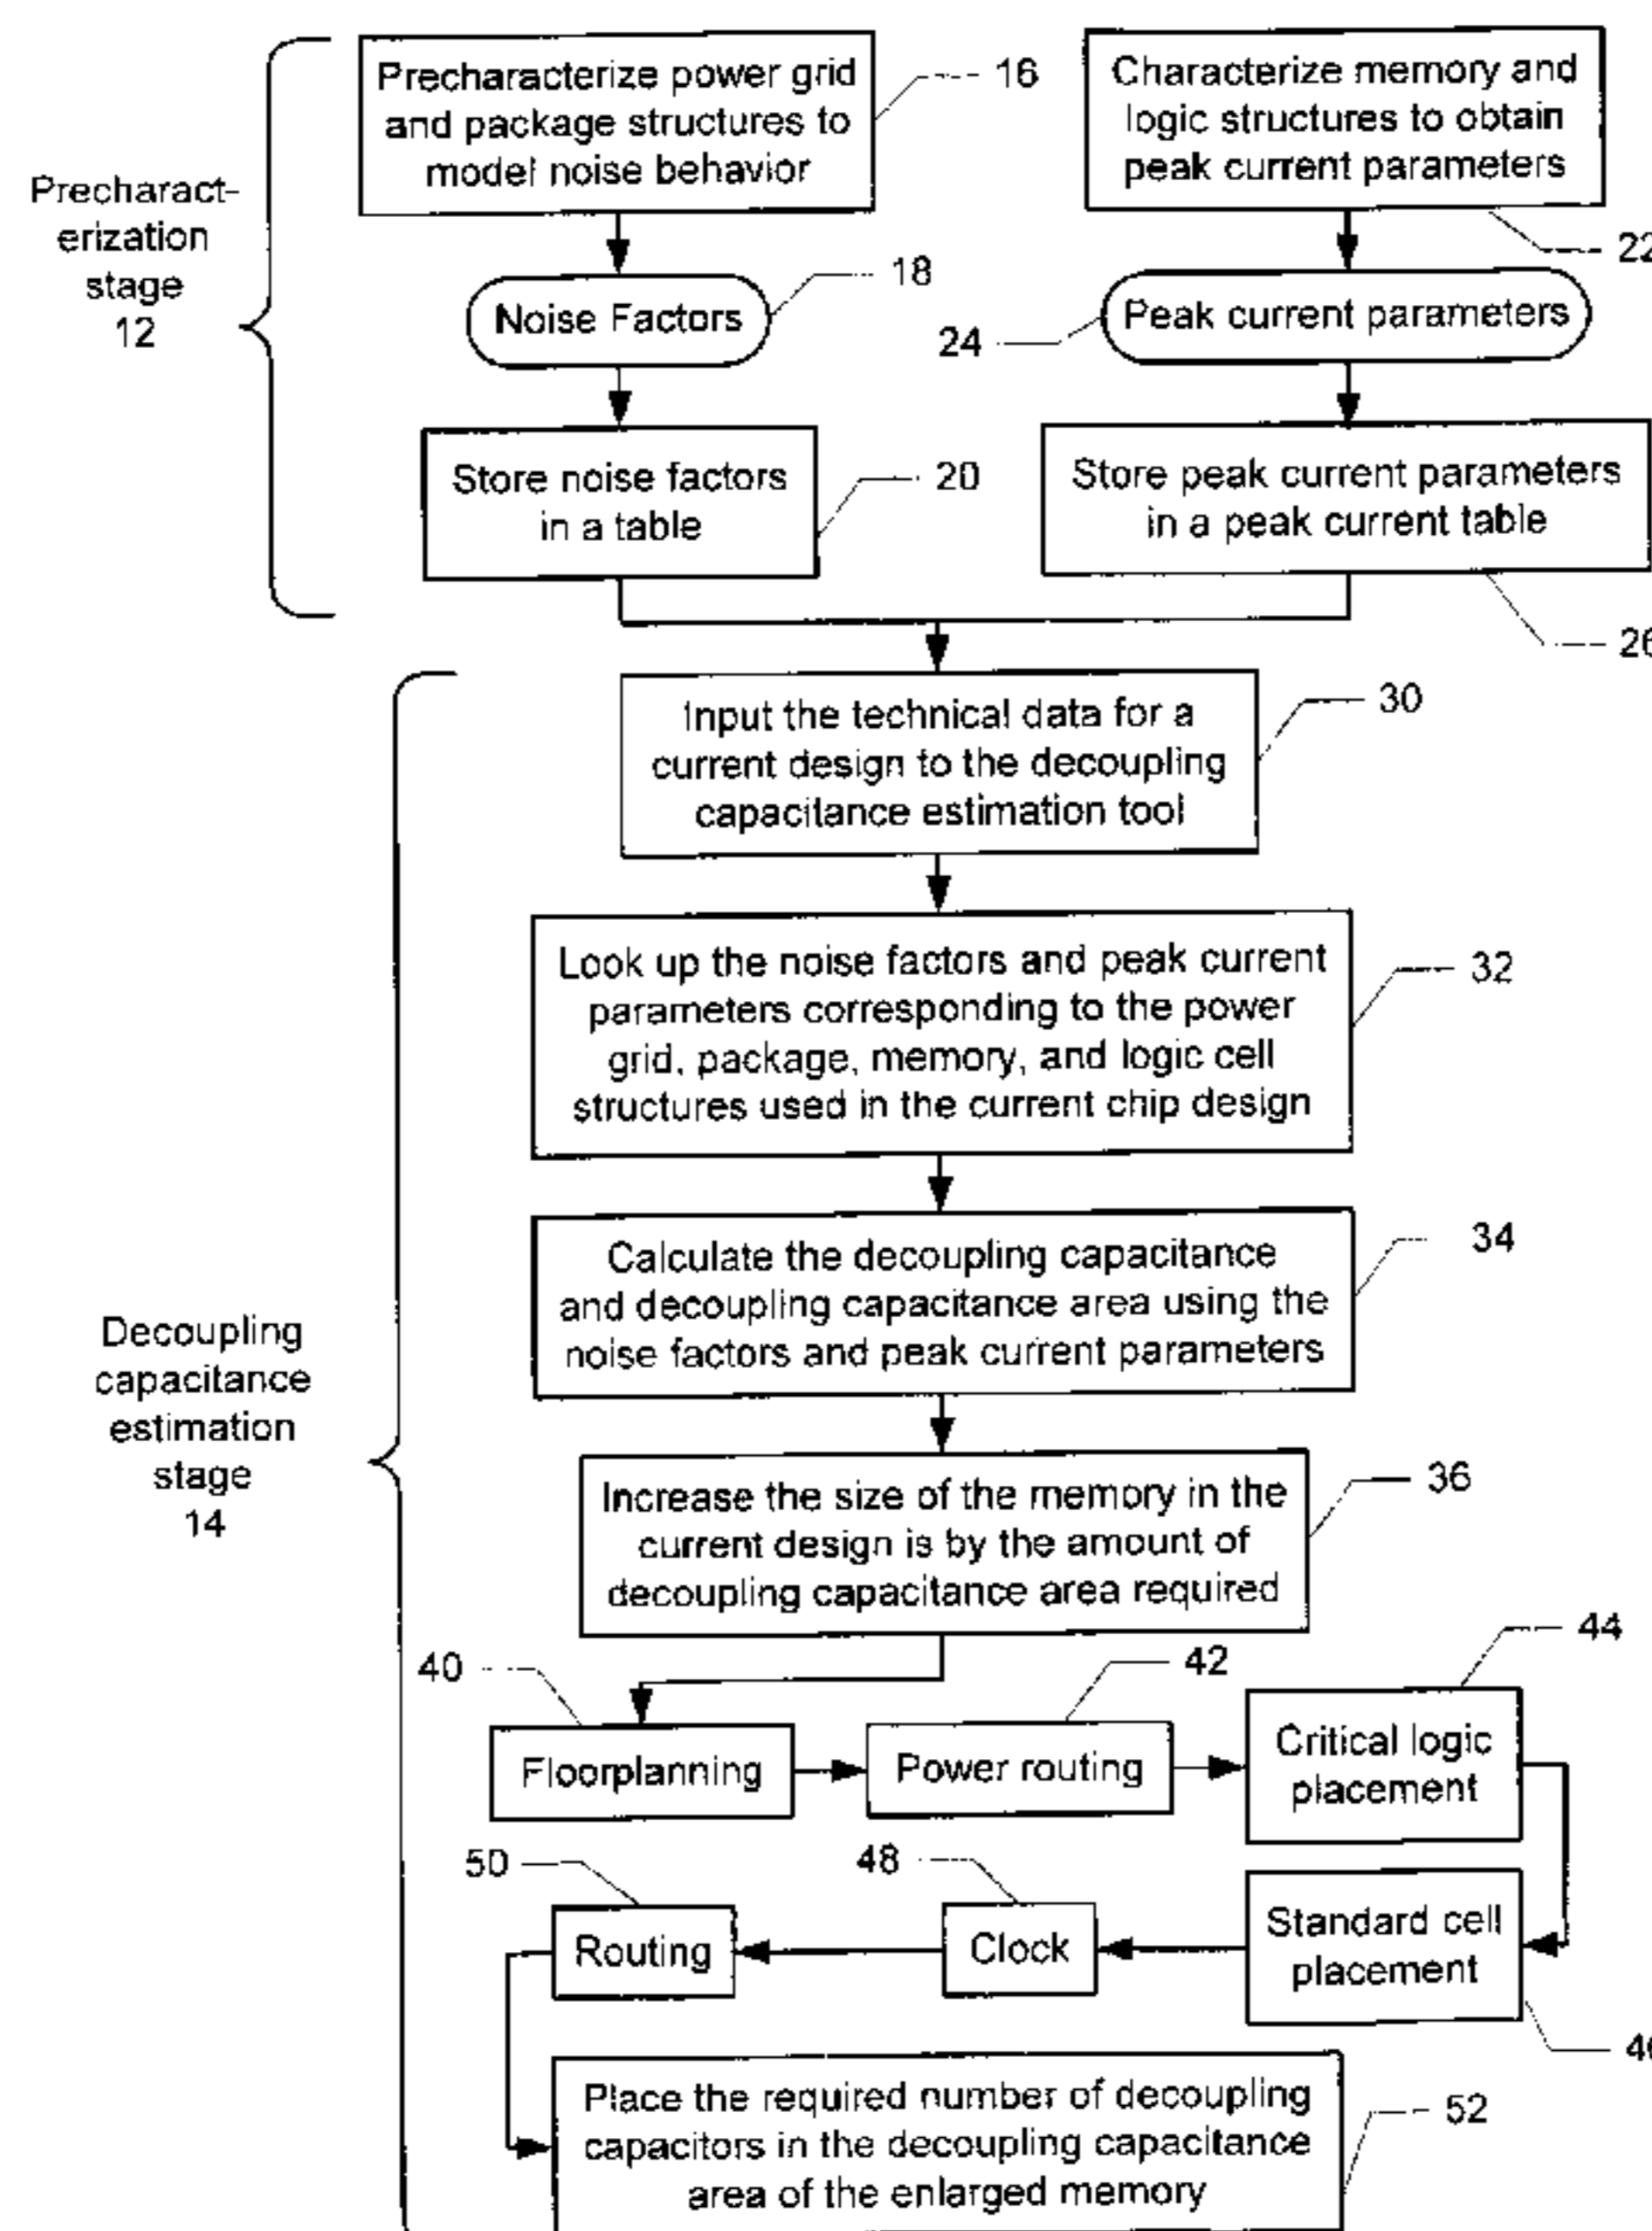 Precharacterize power grid
and package structures to
model noise behavior
16
Characterize memory and
logic structures to obtain
peak current parameters
22
Precharact-
erization
stage
12
Noise Factors
18
24
Peak current parameters
Store noise factors
in a table
20
Store peak current parameters
in a peak current table
26
Input the technical data for a
current design to the decoupling
capacitance estimation tool
30
Look up the noise factors and peak current
parameters corresponding to the power
grid, package, memory, and logic cell
structures used in the current chip design
32
Calculate the decoupling capacitance
and decoupling capacitance area using the
noise factors and peak current parameters
34
Decoupling
capacitance
estimation
stage
14
Increase the size of the memory in the
current design is by the amount of
decoupling capacitance area required
36
40
Floorplanning
42
Power routing
44
Critical logic
placement
Standard cell
placement
48
Clock
50
Routing
Place the required number of decoupling
capacitors in the decoupling capacitance
area of the enlarged memory
52